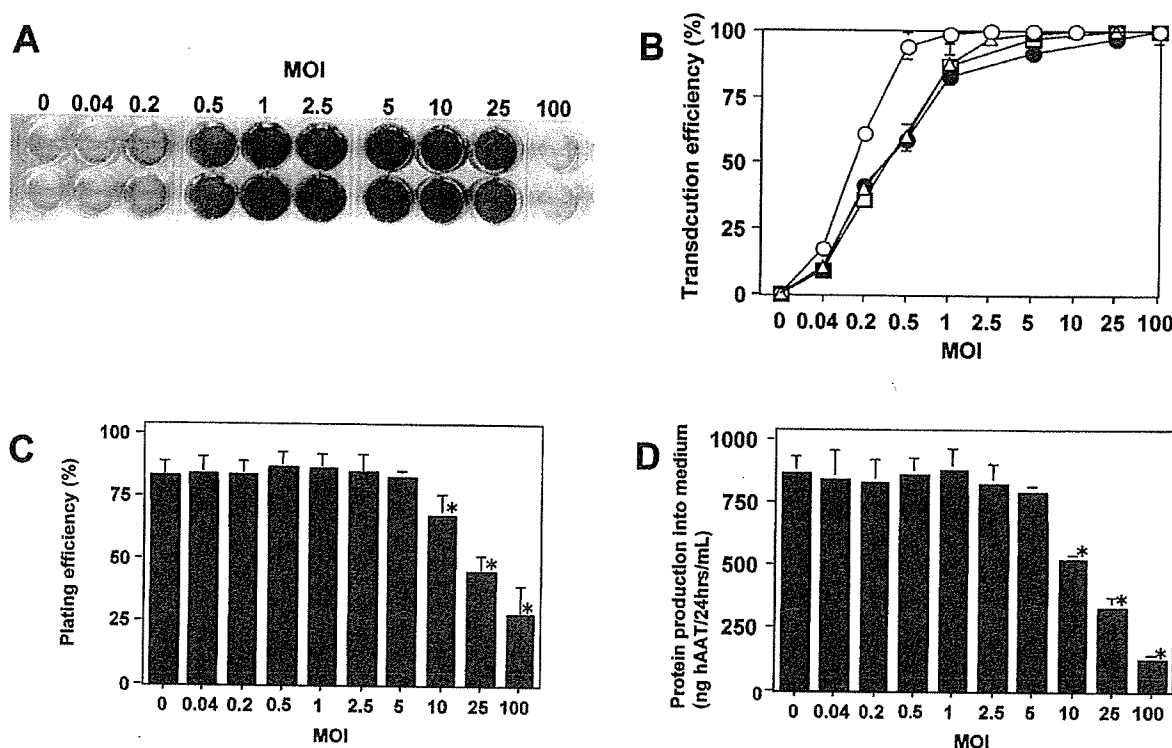 A
MOI
0 0.04 0.2 0.5 1 2.5 5 10 25 100
B
Transdcution efficiency (%)
100
75
50
25
0
0 0.04 0.2 0.5 1 2.5 5 10 25 100
MOI
C
Plating efficiency (%)
100
75
50
25
0
* * *
0 0.04 0.2 0.5 1 2.5 5 10 25 100
MOI
D
Protein production into medium
(ng hAAT/24hrs/mL)
1000
750
500
250
0
* * *
0 0.04 0.2 0.5 1 2.5 5 10 25 100
MOI